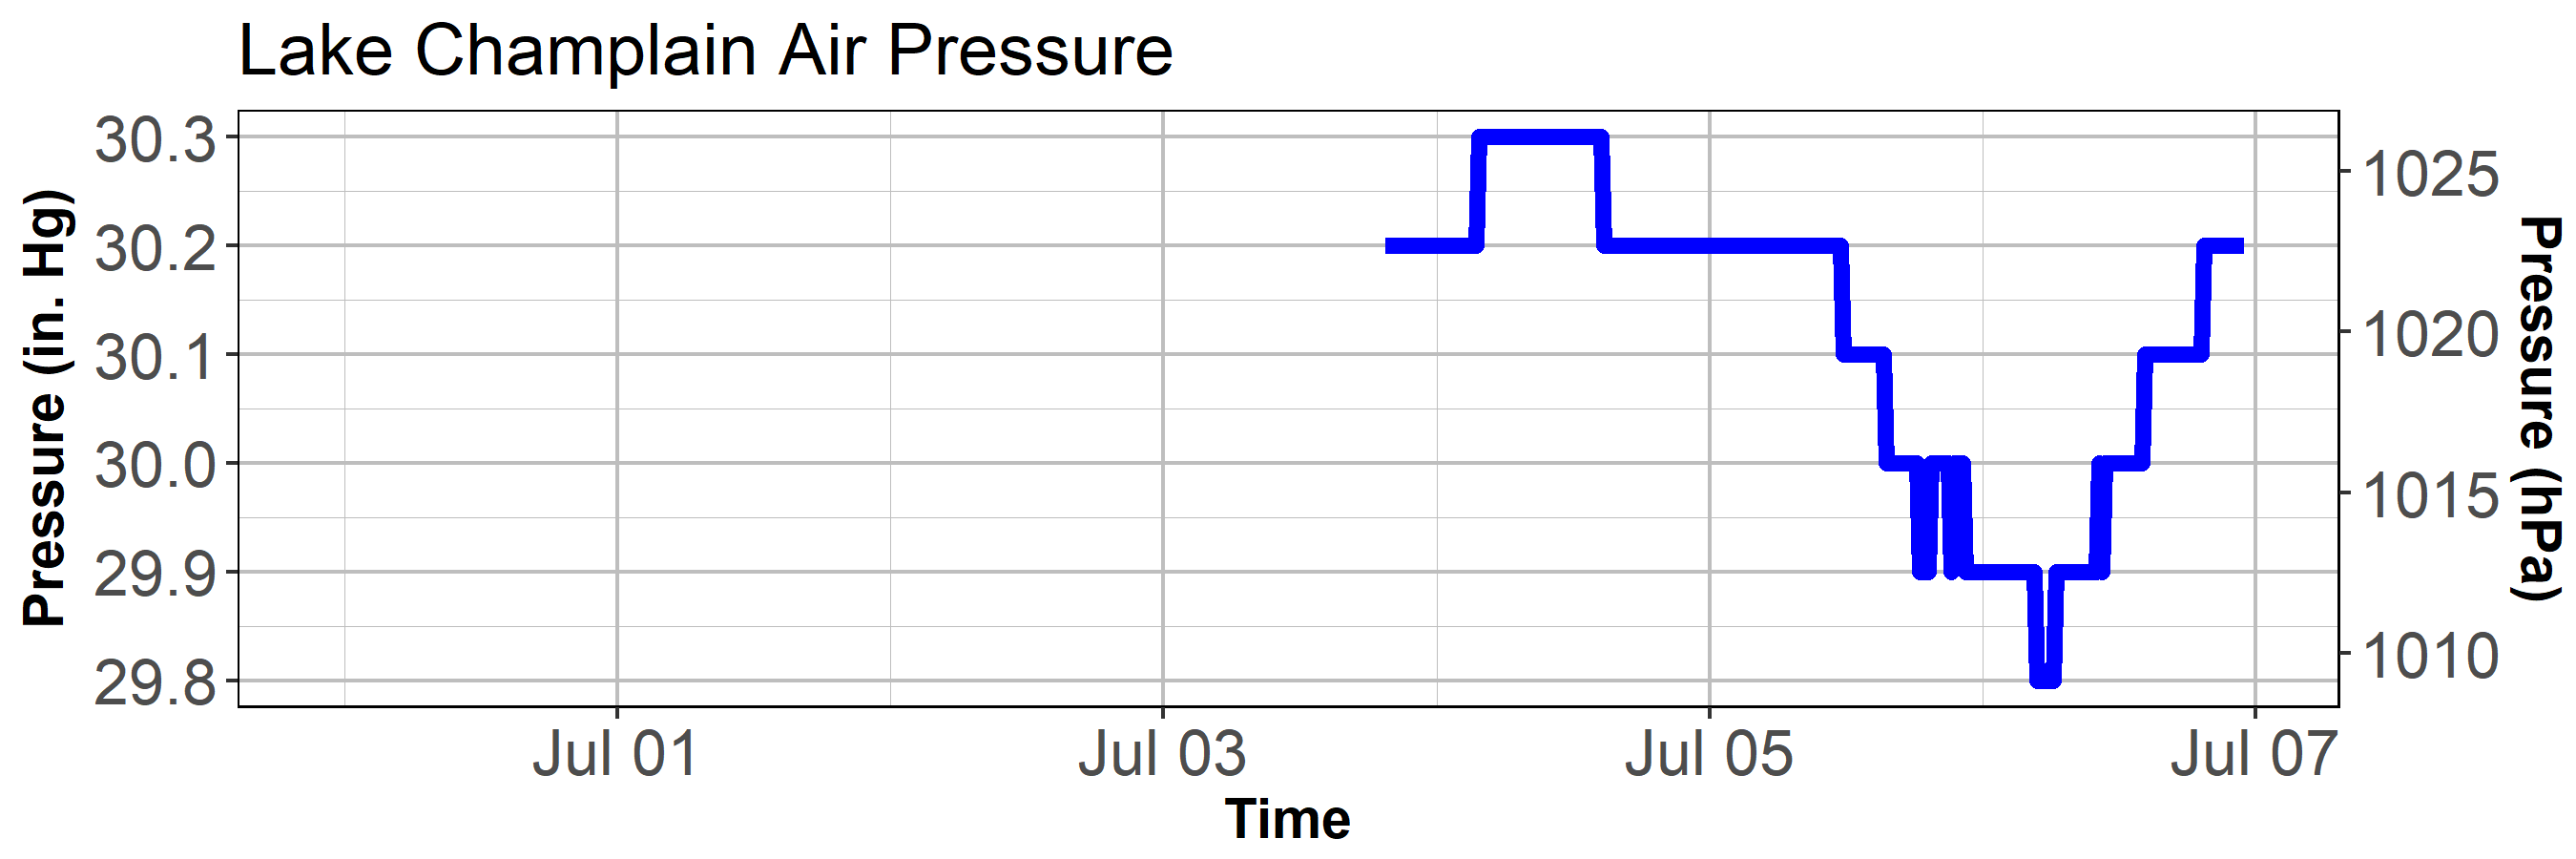 Lake Champlain Air Pressure
Pressure (in. Hg)
30.3
30.2
30.1
30.0
29.9
29.8
1025
1020
1015
1010
Pressure (hPa)
Jul 01 Jul 03 Jul 05 Jul 07
Time